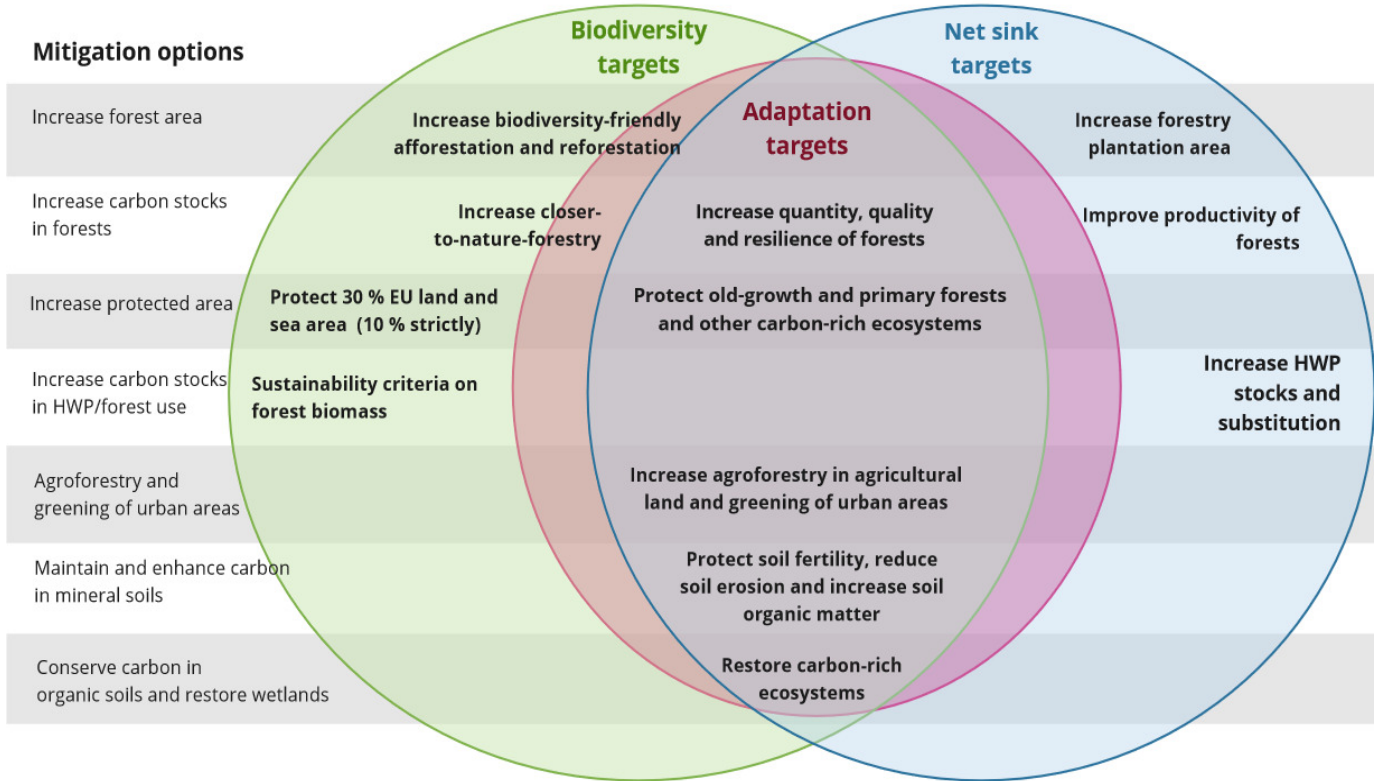 Mitigation options
Biodiversity
targets
Net sink
targets
Adaptation
targets
Increase forest area
Increase biodiversity-friendly
afforestation and reforestation
Increase forestry
plantation area
Increase carbon stocks
in forests
Increase closer-
to-nature-forestry
Increase quantity, quality
and resilience of forests
Improve productivity of
forests
Increase protected area
Protect 30 % EU land and
sea area (10 % strictly)
Protect old-growth and primary forests
and other carbon-rich ecosystems
Increase carbon stocks
in HWP/forest use
Sustainability criteria on
forest biomass
Increase HWP
stocks and
substitution
Agroforestry and
greening of urban areas
Increase agroforestry in agricultural
land and greening of urban areas
Maintain and enhance carbon
in mineral soils
Protect soil fertility, reduce
soil erosion and increase soil
organic matter
Conserve carbon in
organic soils and restore wetlands
Restore carbon-rich
ecosystems